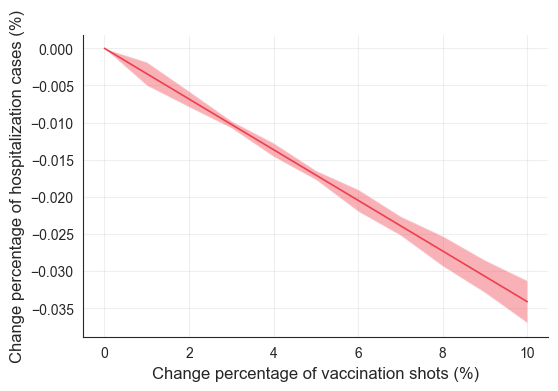 Change percentage of hospitalization cases (%)
0.000
−0.005
−0.010
−0.015
−0.020
−0.025
−0.030
−0.035
0 2 4 6 8 10
Change percentage of vaccination shots (%)